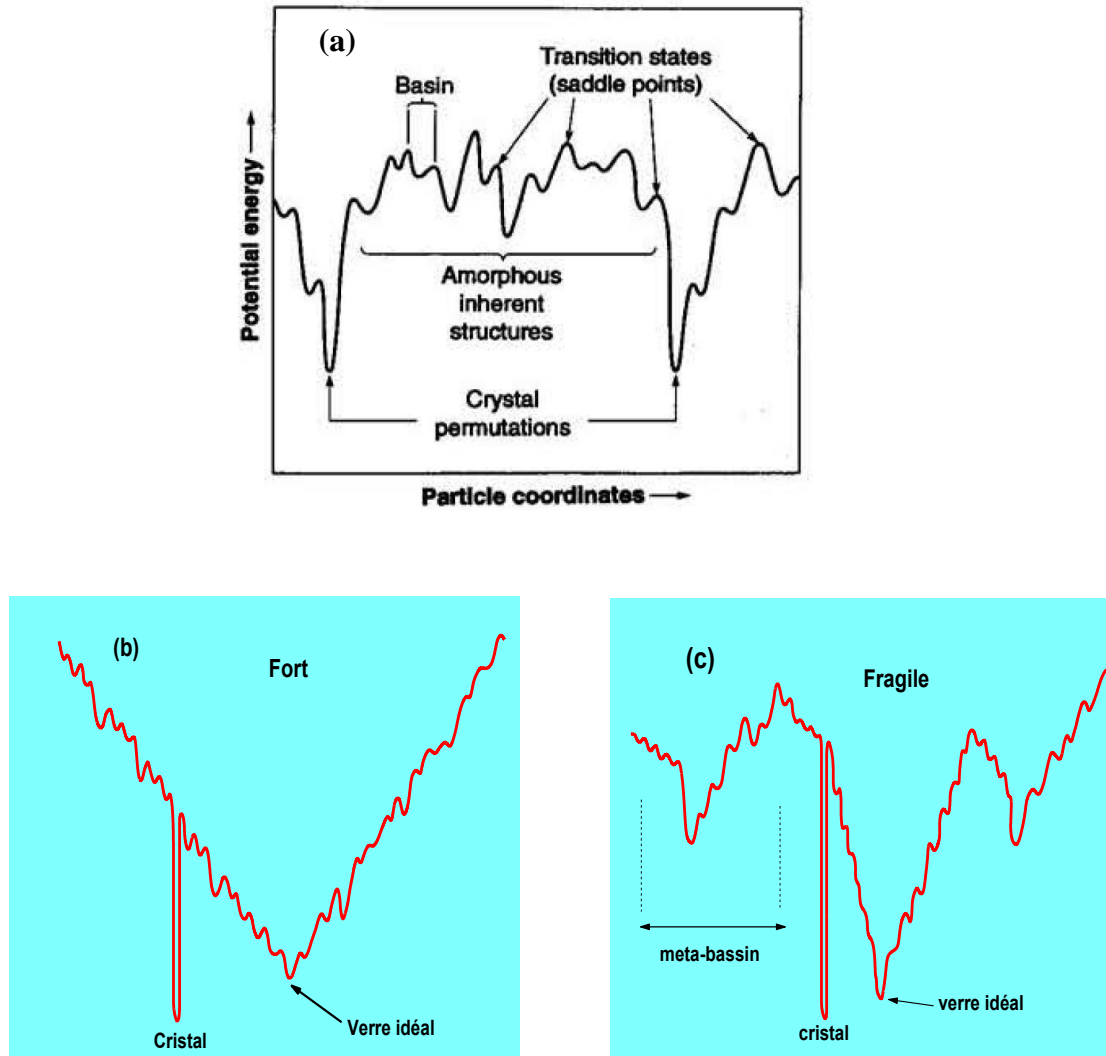 (a)
Transition states
(saddle points)
Basin
Potential energy
Amorphous
inherent
structures
Crystal
permutations
Particle coordinates
(b)
Fort
Cristal
Verre idéal
(c)
Fragile
meta-bassin
cristal
verre idéal